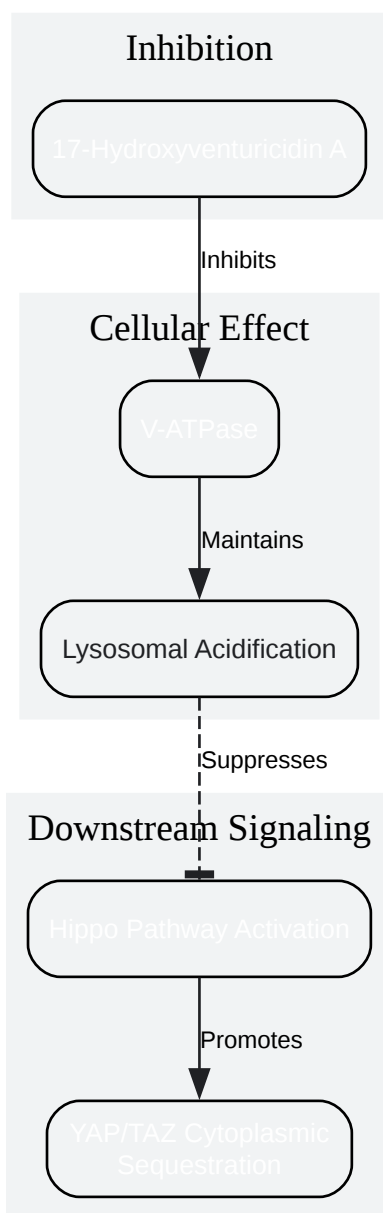 Inhibition
17-Hydroxyventuricidin A
Inhibits
Cellular Effect
V-ATPase
Maintains
Lysosomal Acidification
Suppresses
Downstream Signaling
Hippo Pathway Activation
Promotes
YAP/TAZ Cytoplasmic
Sequestration